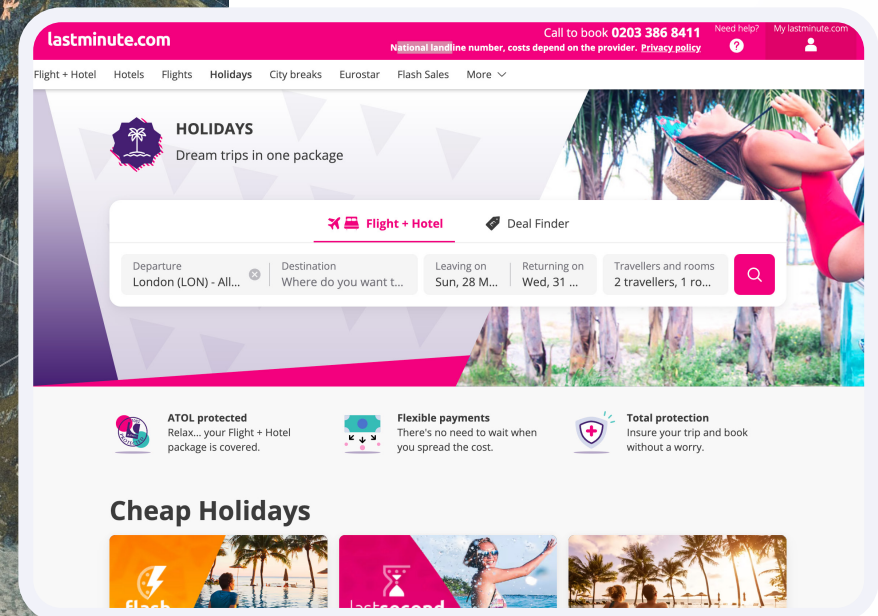 lastminute.com
Call to book 0203 386 8411
National landline number, costs depend on the provider. Privacy policy
Need help?
?
My lastminute.com
Flight + Hotel Hotels Flights Holidays City breaks Eurostar Flash Sales More
HOLIDAYS
Dream trips in one package
Flight + Hotel Deal Finder
Departure
London (LON) - All...
Destination
Where do you want t...
Leaving on
Sun, 28 M...
Returning on
Wed, 31 ...
Travellers and rooms
2 travellers, 1 ro...
ATOL protected
Relax... your Flight + Hotel
package is covered.
Flexible payments
There's no need to wait when
you spread the cost.
Total protection
Insure your trip and book
without a worry.
Cheap Holidays
flash
lastsecond